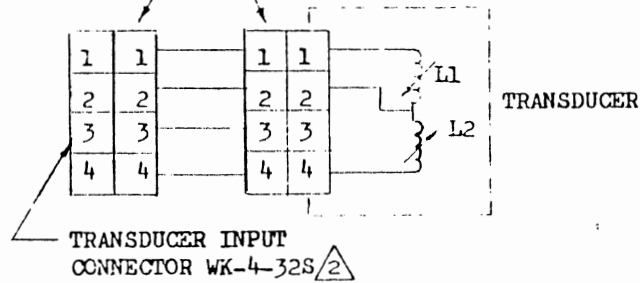 1 1 1 1
L1
2 2 2 2
TRANSDUCER
3 3 3 3
L2
4 4 4 4
TRANSDUCER INPUT
CONNECTOR WK-4-32S 2